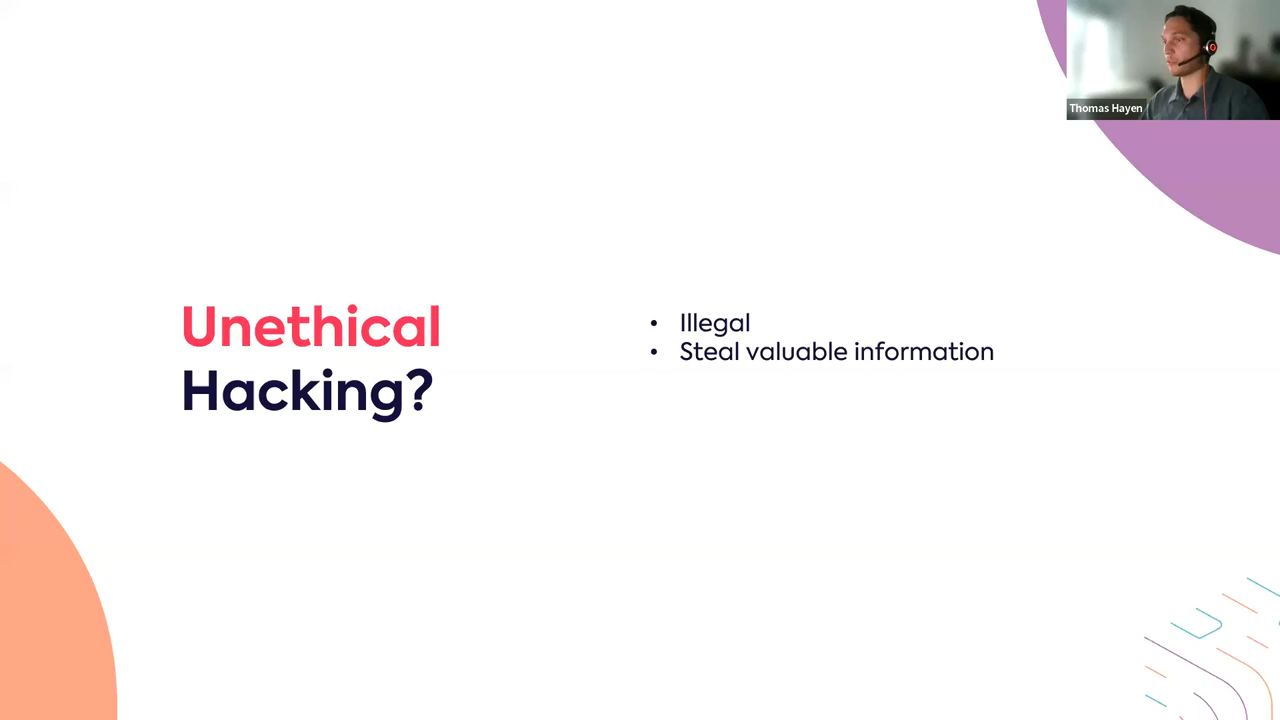 Thomas Hayen
Unethical
Hacking?
• Illegal
• Steal valuable information